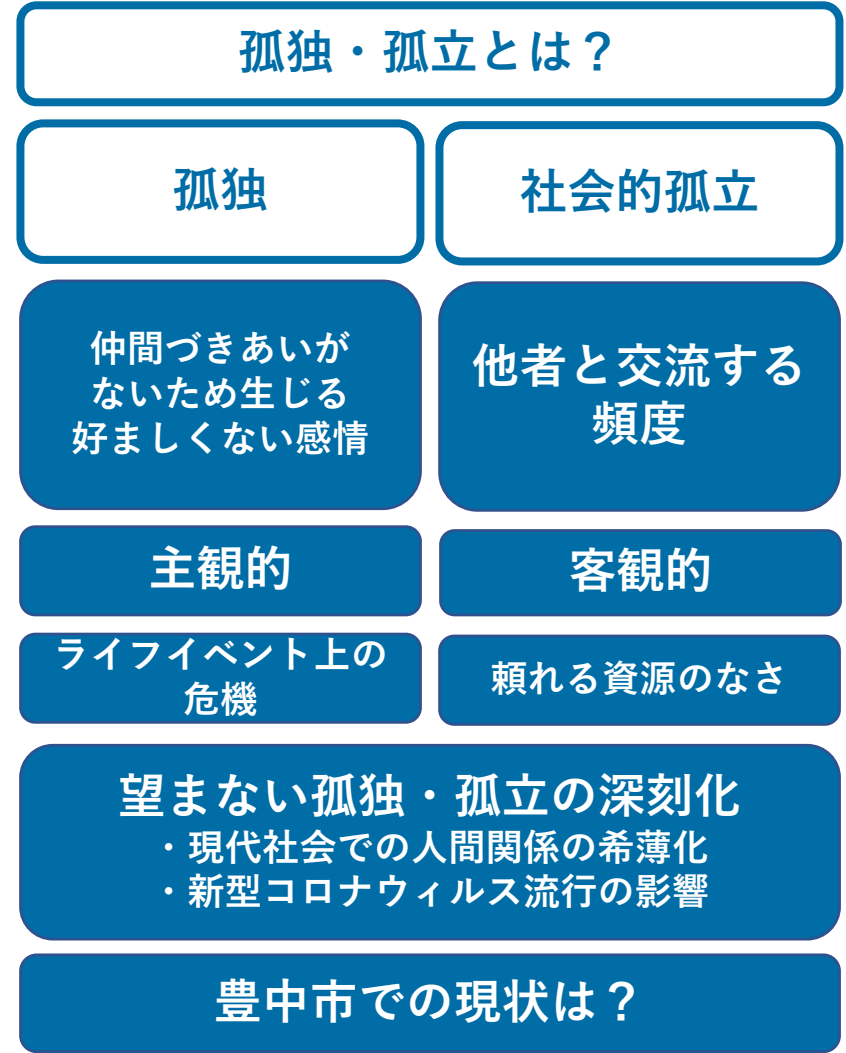 孤独・孤立とは？
孤独
社会的孤立
仲間づきあいが
ないため生じる
好ましくない感情
他者と交流する
頻度
主観的
客観的
ライフイベント上の
危機
頼れる資源のなさ
望まない孤独・孤立の深刻化
・現代社会での人間関係の希薄化
・新型コロナウィルス流行の影響
豊中市での現状は？